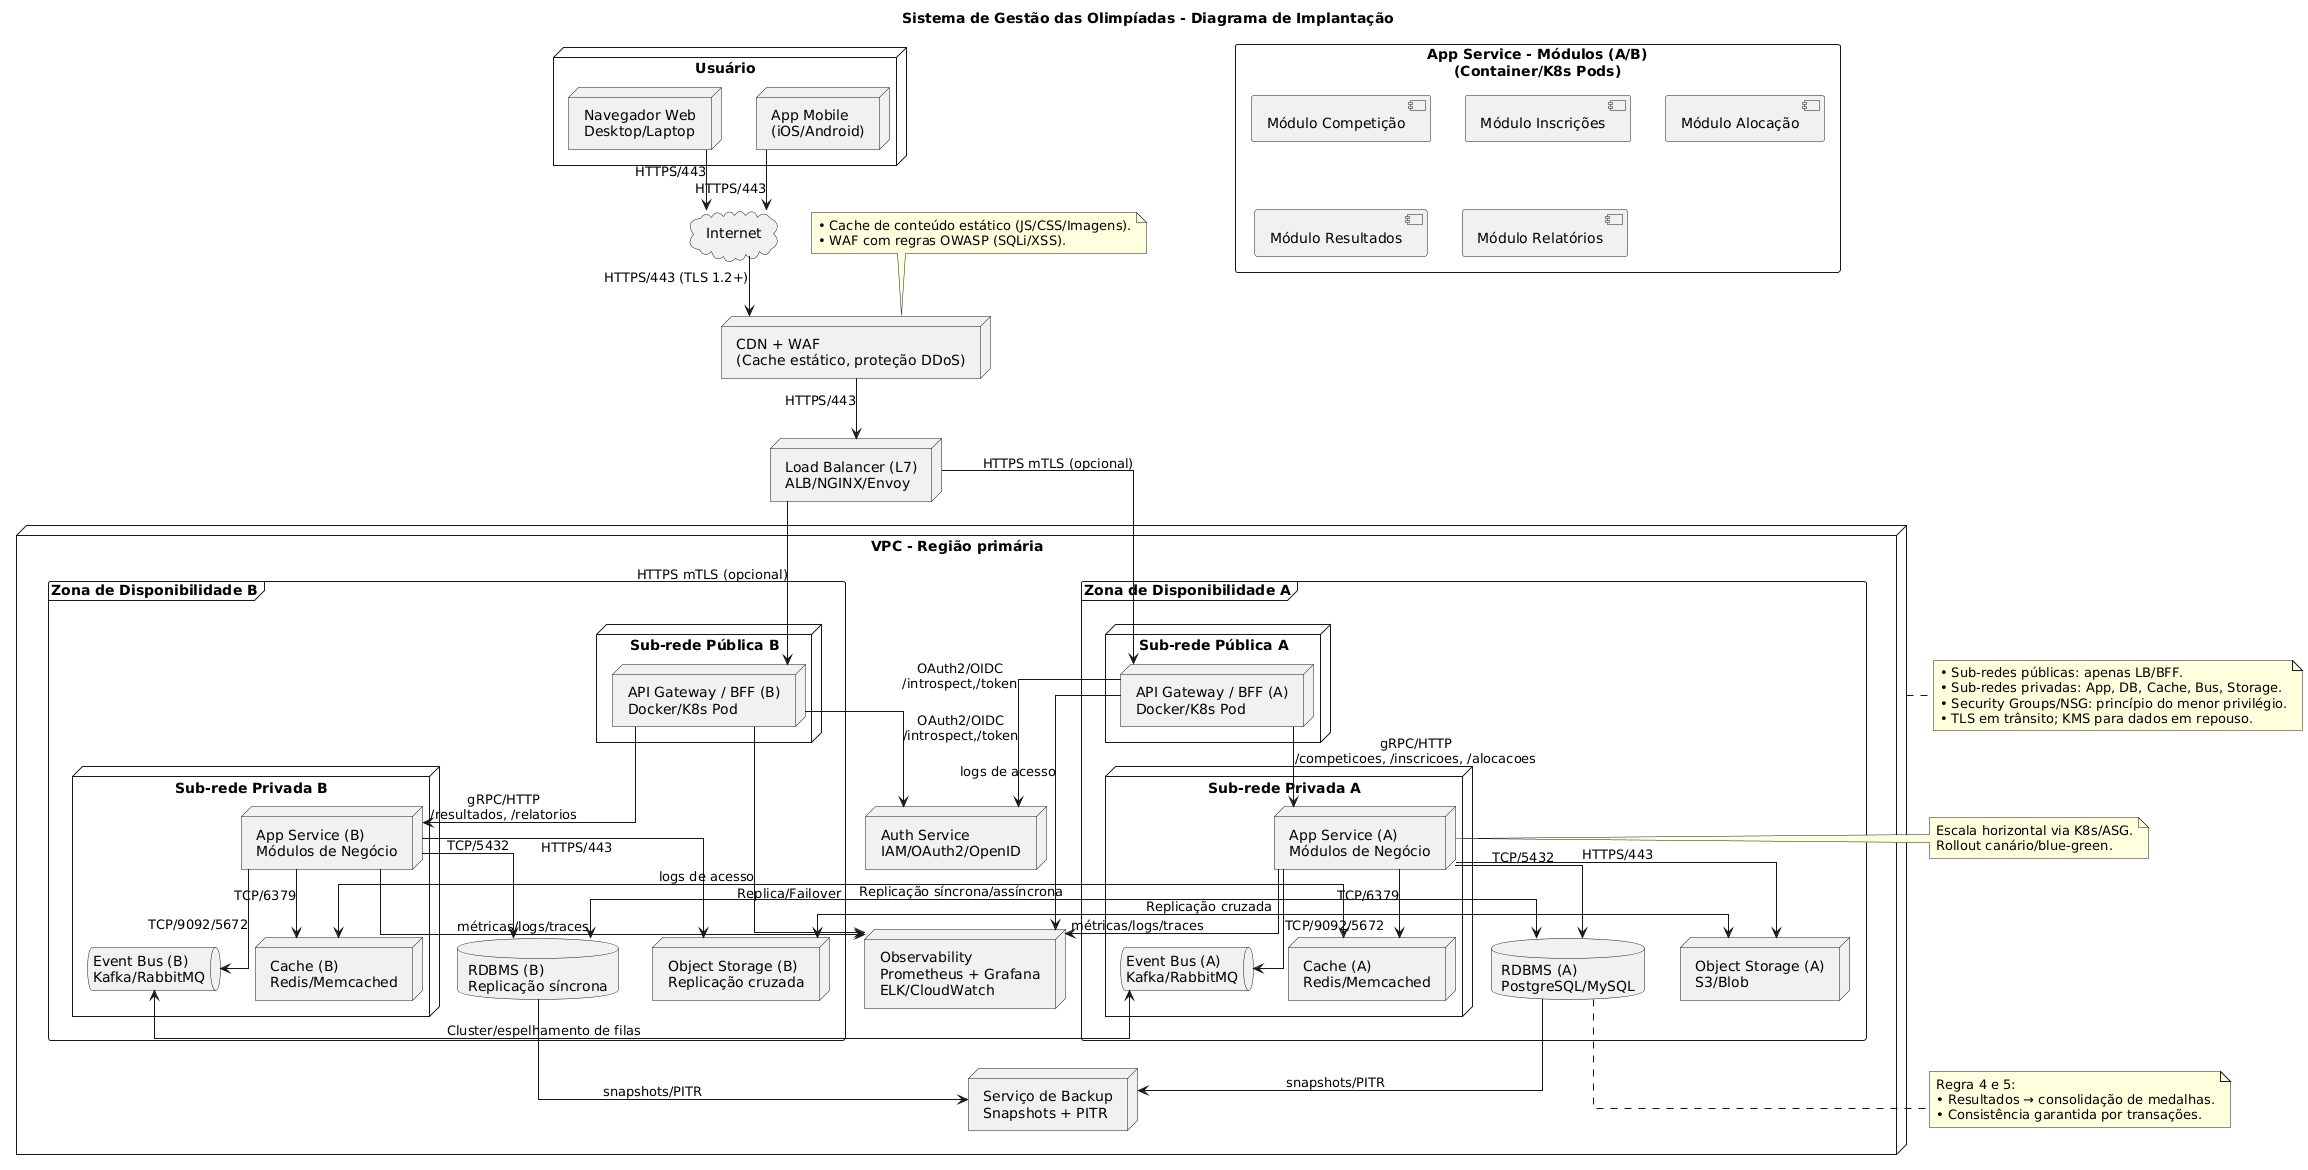 Sistema de Gestão das Olimpíadas - Diagrama de Implantação
Usuário
Navegador Web
Desktop/Laptop
App Mobile
(iOS/Android)
App Service - Módulos (A/B)
(Container/K8s Pods)
Módulo Competição
Módulo Inscrições
Módulo Alocação
Módulo Resultados
Módulo Relatórios
HTTPS/443
HTTPS/443
Internet
• Cache de conteúdo estático (JS/CSS/Imagens).
• WAF com regras OWASP (SQLi/XSS).
HTTPS/443 (TLS 1.2+)
CDN + WAF
(Cache estático, proteção DDoS)
HTTPS/443
Load Balancer (L7)
ALB/NGINX/Envoy
HTTPS mTLS (opcional)
VPC - Região primária
HTTPS mTLS (opcional)
Zona de Disponibilidade B
Zona de Disponibilidade A
Sub-rede Pública B
API Gateway / BFF (B)
Docker/K8s Pod
Sub-rede Pública A
API Gateway / BFF (A)
Docker/K8s Pod
OAuth2/OIDC
/introspect,/token
OAuth2/OIDC
/introspect,/token
• Sub-redes públicas: apenas LB/BFF.
• Sub-redes privadas: App, DB, Cache, Bus, Storage.
• Security Groups/NSG: princípio do menor privilégio.
• TLS em trânsito; KMS para dados em repouso.
gRPC/HTTP
/competicoes, /inscricoes, /alocacoes
logs de acesso
Sub-rede Privada B
Sub-rede Privada A
gRPC/HTTP
/resultados, /relatorios
App Service (B)
Módulos de Negócio
Auth Service
IAM/OAuth2/OpenID
App Service (A)
Módulos de Negócio
Escala horizontal via K8s/ASG.
Rollout canário/blue-green.
TCP/5432
HTTPS/443
TCP/5432
HTTPS/443
logs de acesso
TCP/6379
Replica/Failover
Replicação síncrona/assíncrona
TCP/6379
Replicação cruzada
TCP/9092/5672
métricas/logs/traces
métricas/logs/traces
TCP/9092/5672
Event Bus (B)
Kafka/RabbitMQ
Cache (B)
Redis/Memcached
RDBMS (B)
Replicação síncrona
Object Storage (B)
Replicação cruzada
Observability
Prometheus + Grafana
ELK/CloudWatch
Event Bus (A)
Kafka/RabbitMQ
Cache (A)
Redis/Memcached
RDBMS (A)
PostgreSQL/MySQL
Object Storage (A)
S3/Blob
Cluster/espelhamento de filas
snapshots/PITR
snapshots/PITR
Serviço de Backup
Snapshots + PITR
Regra 4 e 5:
• Resultados → consolidação de medalhas.
• Consistência garantida por transações.